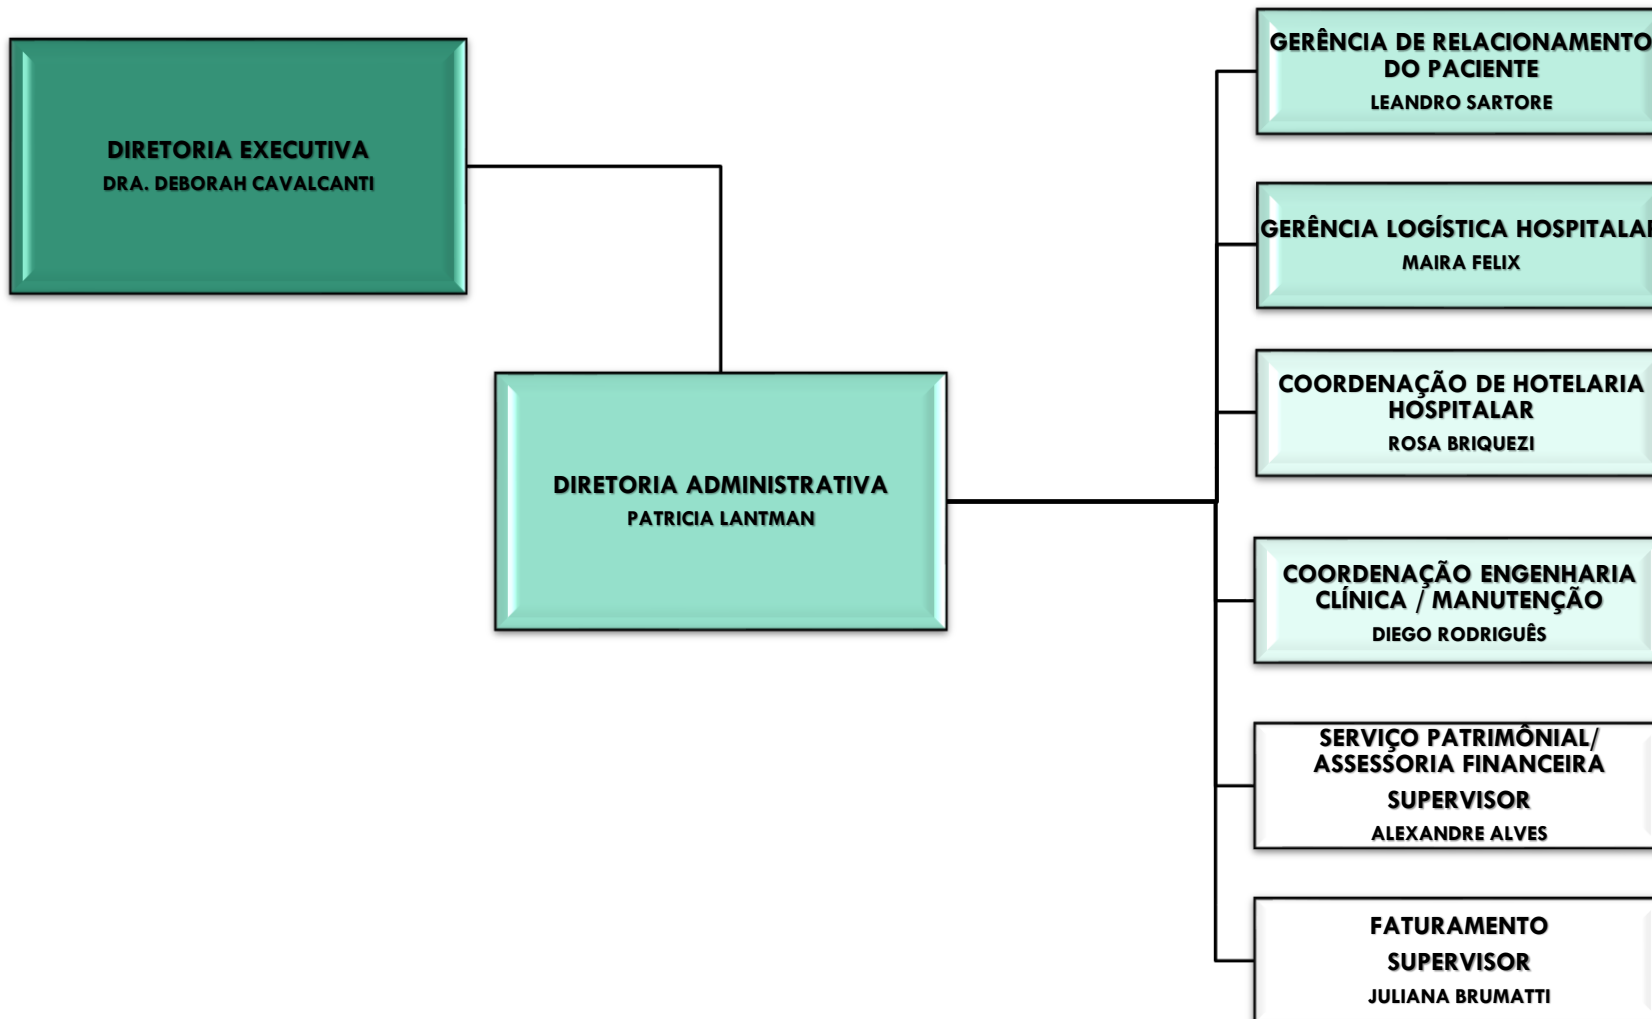 DIRETORIA EXECUTIVA
DRA. DEBORAH CAVALCANTI
DIRETORIA ADMINISTRATIVA
PATRICIA LANTMAN
GERÊNCIA DE RELACIONAMENTO
DO PACIENTE
LEANDRO SARTORE
GERÊNCIA LOGÍSTICA HOSPITALAR
MAIRA FELIX
COORDENAÇÃO DE HOTELARIA
HOSPITALAR
ROSA BRIQUEZI
COORDENAÇÃO ENGENHARIA
CLÍNICA / MANUTENÇÃO
DIEGO RODRIGUÊS
SERVIÇO PATRIMÔNIAL/
ASSESSORIA FINANCEIRA
SUPERVISOR
ALEXANDRE ALVES
FATURAMENTO
SUPERVISOR
JULIANA BRUMATTI